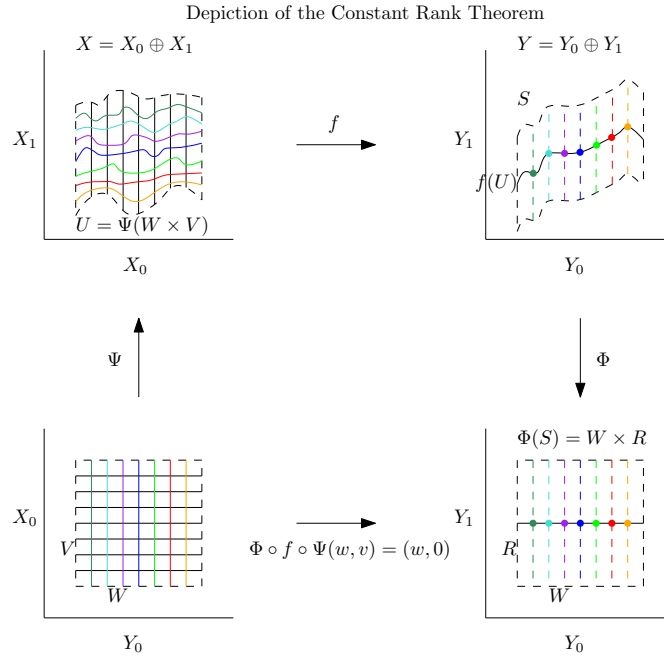 Depiction of the Constant Rank Theorem
X = X₀ ⊕ X₁
Y = Y₀ ⊕ Y₁
S
f
X₁
Y₁
f(U)
U = Ψ(W × V)
X₀
Y₀
Ψ
Φ
Φ(S) = W × R
X₀
Y₁
V
Φ ∘ f ∘ Ψ(w, v) = (w, 0)
R
W
W
Y₀
Y₀